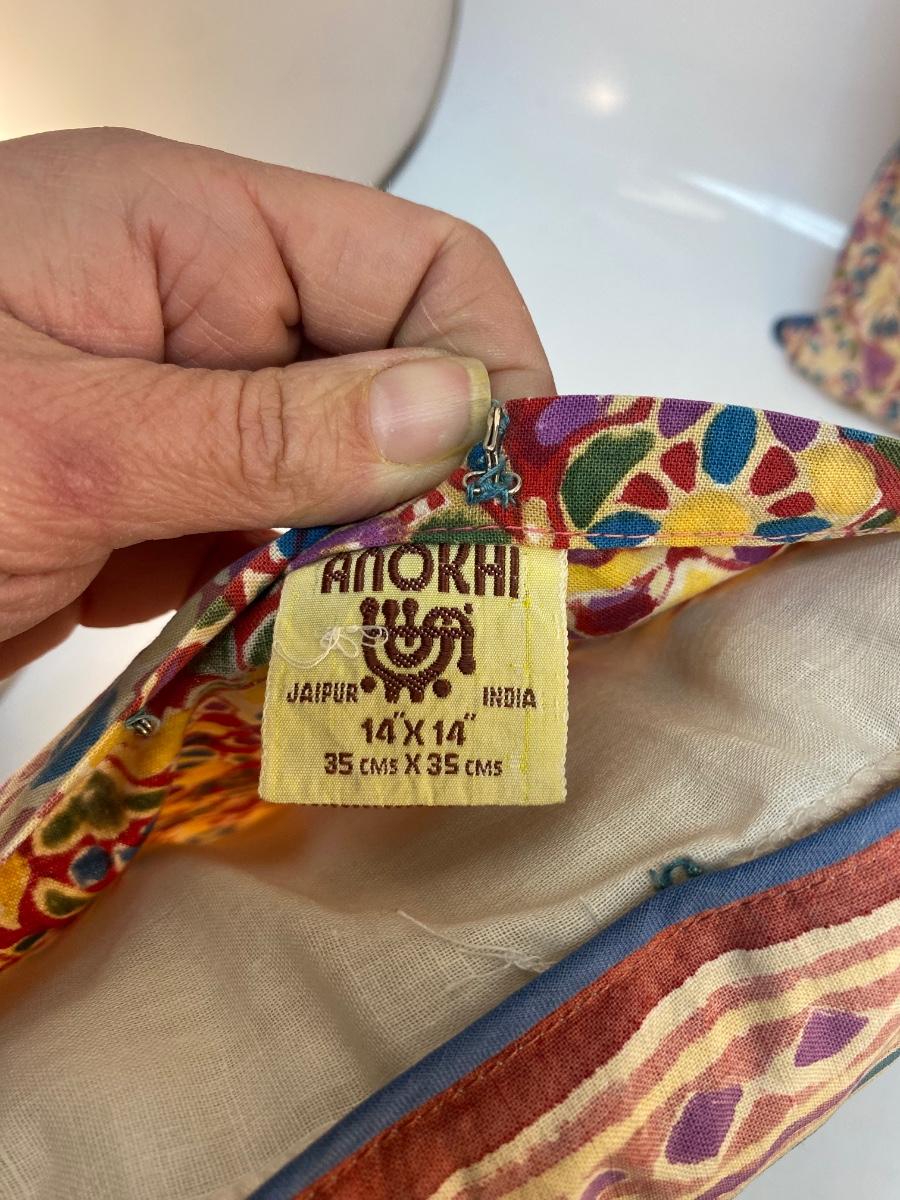 ANOKHI
JAIPUR INDIA
14" X 14"
35 CMS X 35 CMS